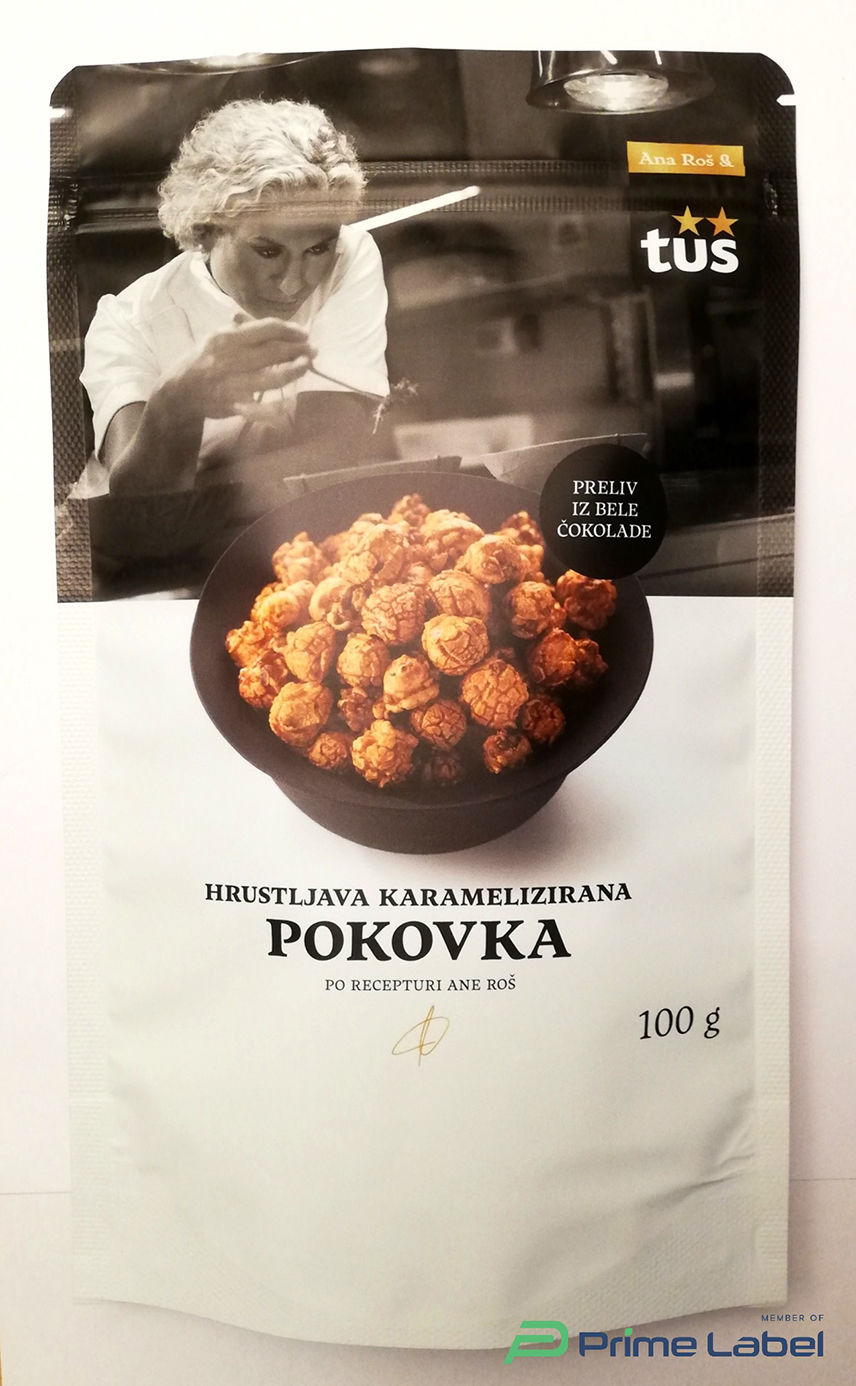 Ana Roš &
tuš
PRELIV
IZ BELE
ČOKOLADE
HRUSTLJAVA KARAMELIZIRANA
POKOVKA
PO RECEPTURI ANE ROŠ
100 g
MEMBER OF
Prime Label